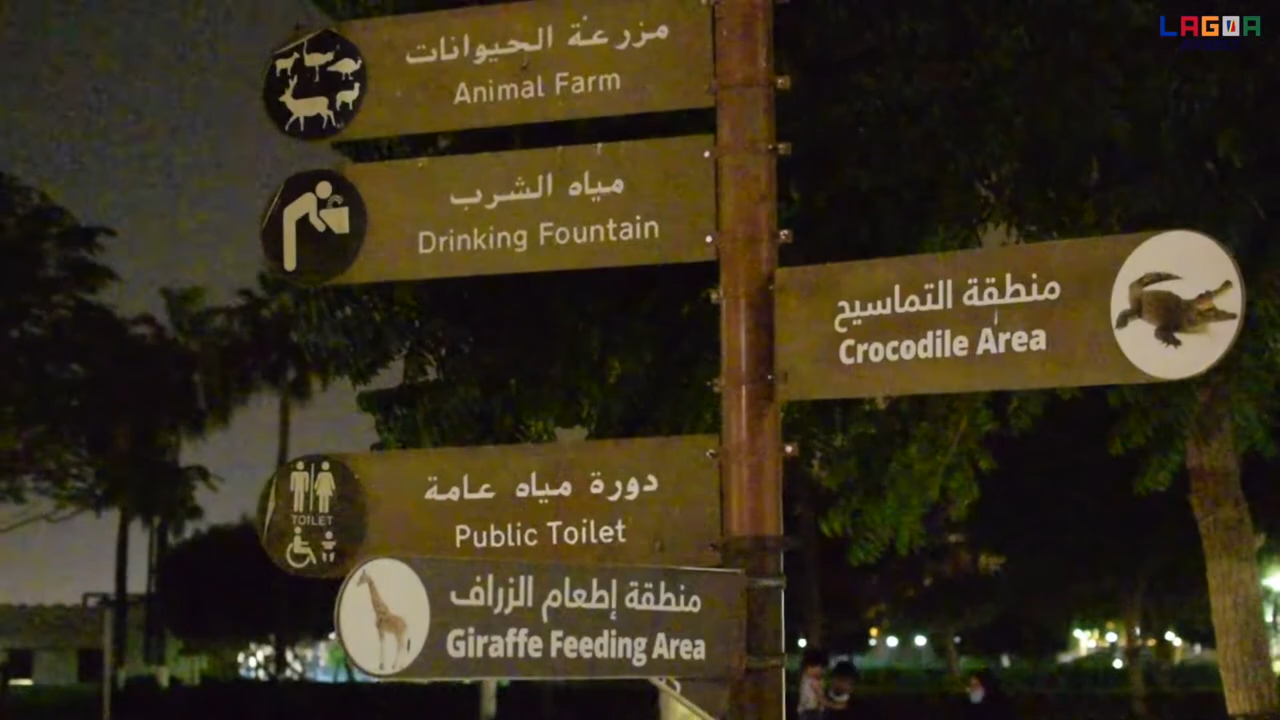 LAGOA
مزرعة الحيوانات
Animal Farm
مياه الشرب
Drinking Fountain
منطقة التماسيح
Crocodile Area
دورة مياه عامة
Public Toilet
TOILET
منطقة إطعام الزراف
Giraffe Feeding Area